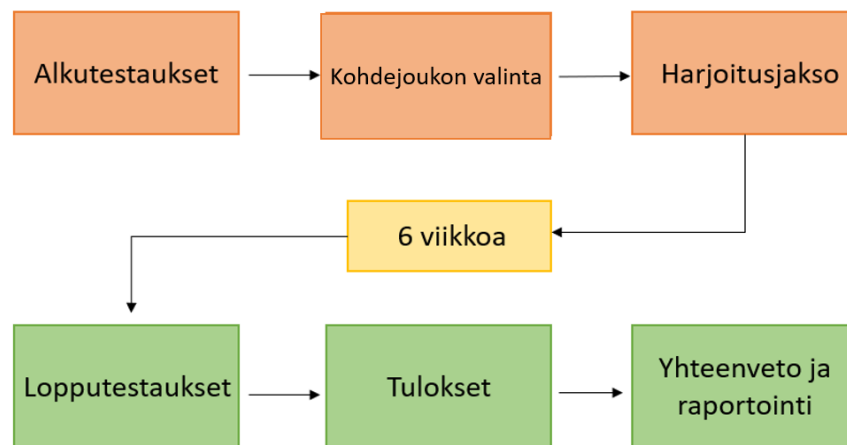 Alkutestaukset
Kohdejoukon valinta
Harjoitusjakso
6 viikkoa
Lopputestaukset
Tulokset
Yhteenveto ja
raportointi